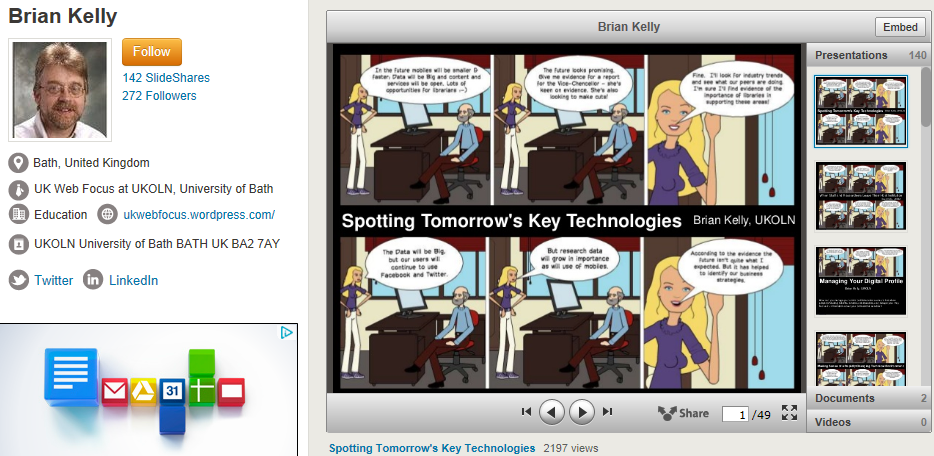 Brian Kelly
Follow
142 SlideShares
272 Followers
Bath, United Kingdom
UK Web Focus at UKOLN, University of Bath
Education
ukwebfocus.wordpress.com/
UKOLN University of Bath BATH UK BA2 7AY
Twitter
LinkedIn
31
Brian Kelly
Embed
In the future mobiles will be smaller &
faster; Data will be Big and content and
services will be open. Lots of
opportunities for librarians :-)
The future looks promising.
Give me evidence for a report
for the Vice-Chancellor – she's
keen on evidence. She's also
looking to make cuts!
Fine, I'll look for industry trends
and see what our peers are doing.
I'm sure I'll find evidence of the
importance of libraries in
supporting these areas!
Spotting Tomorrow's Key Technologies
Brian Kelly, UKOLN
The Data will be Big,
but our users will
continue to use
Facebook and Twitter.
But research data
will grow in importance
as will use of mobiles.
According to the evidence the
future isn't quite what I
expected. But it has helped
to identify our business
strategies.
Share
1 /49
Spotting Tomorrow's Key Technologies
2197 views
Presentations 140
Spotting Tomorrow's Key Technologies
Managing Your Digital Profile
Brian Kelly, UKOLN
Documents 2
Videos 0